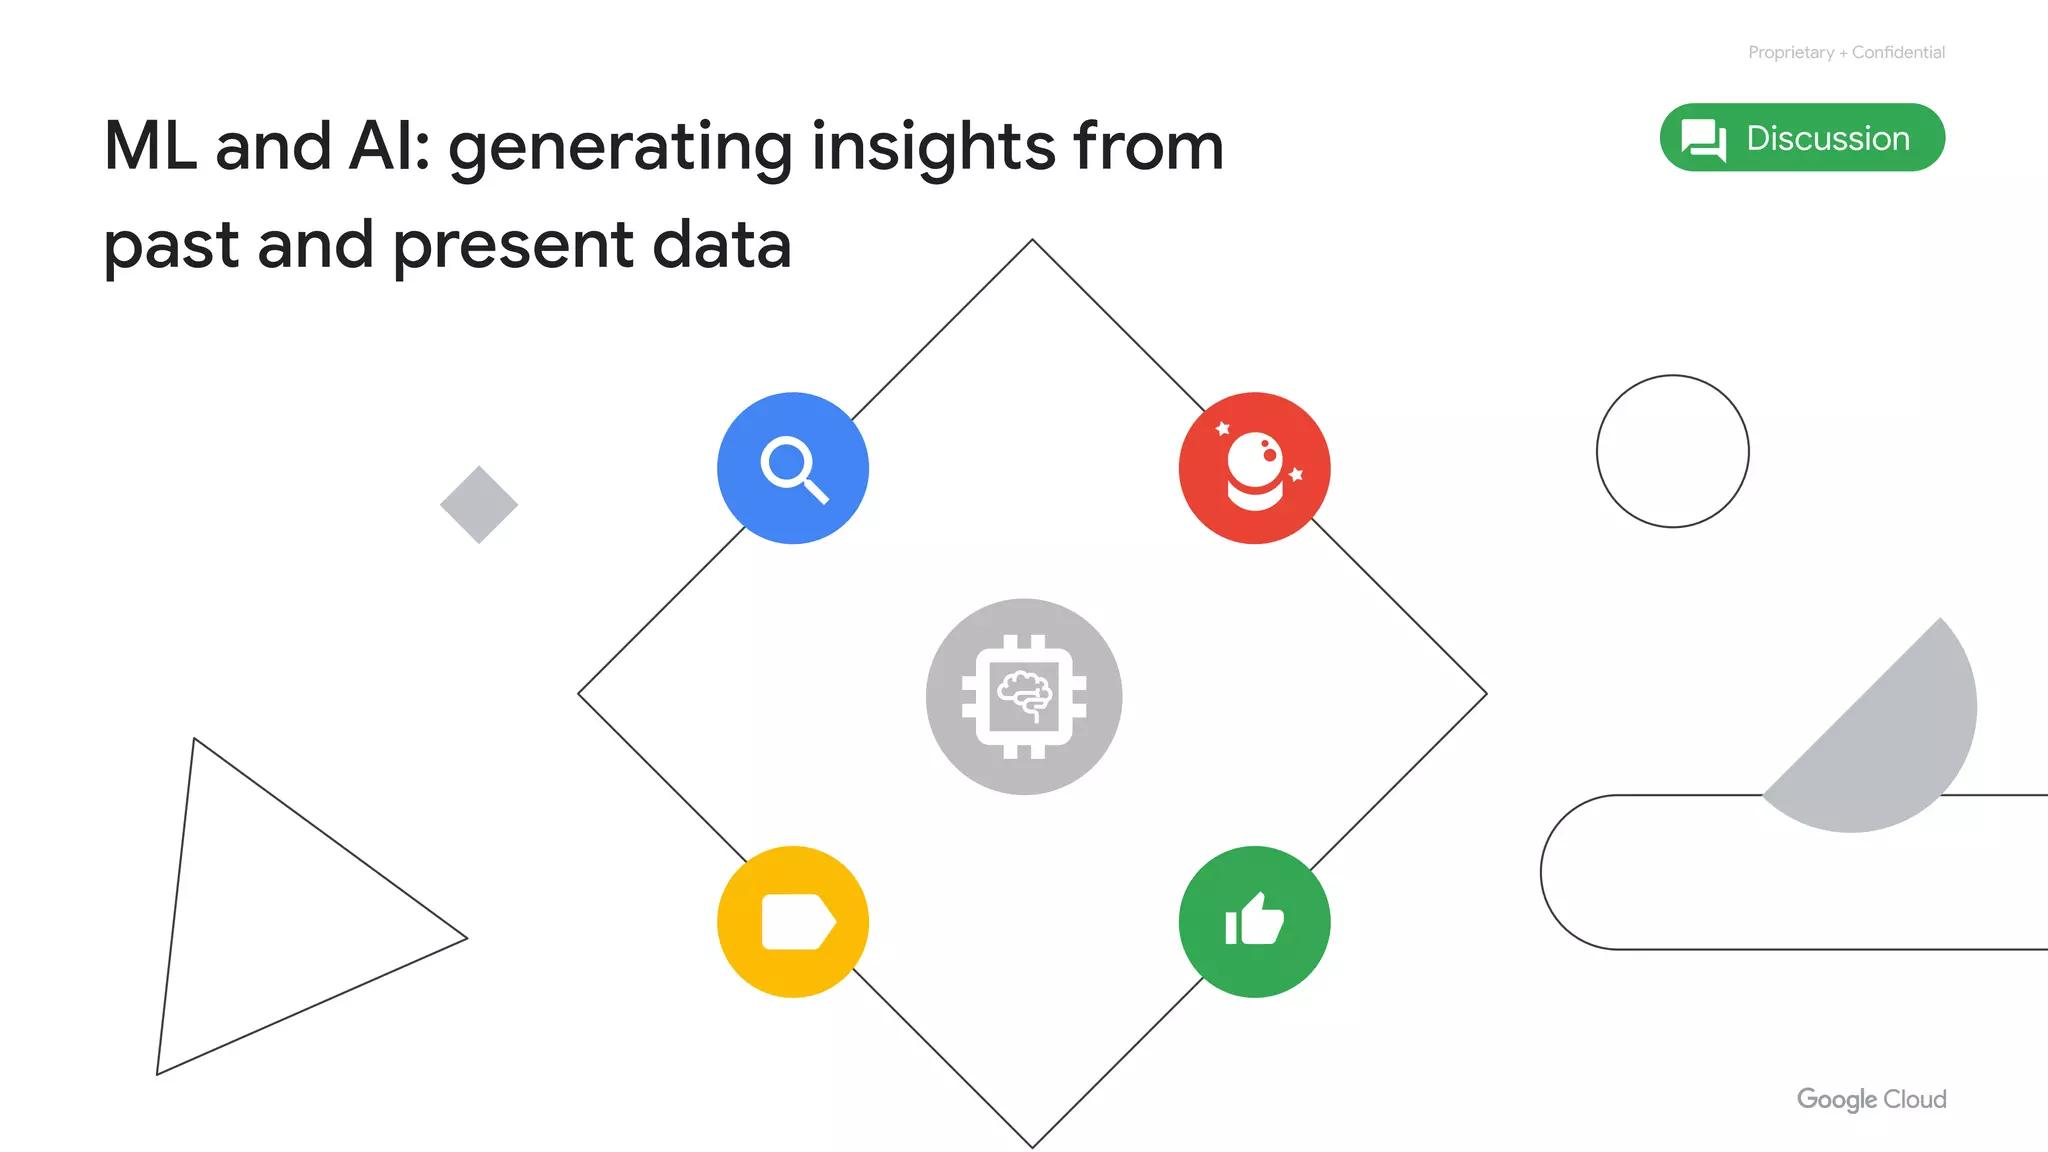 Proprietary + Confidential
ML and AI: generating insights from
past and present data
Discussion
Google Cloud